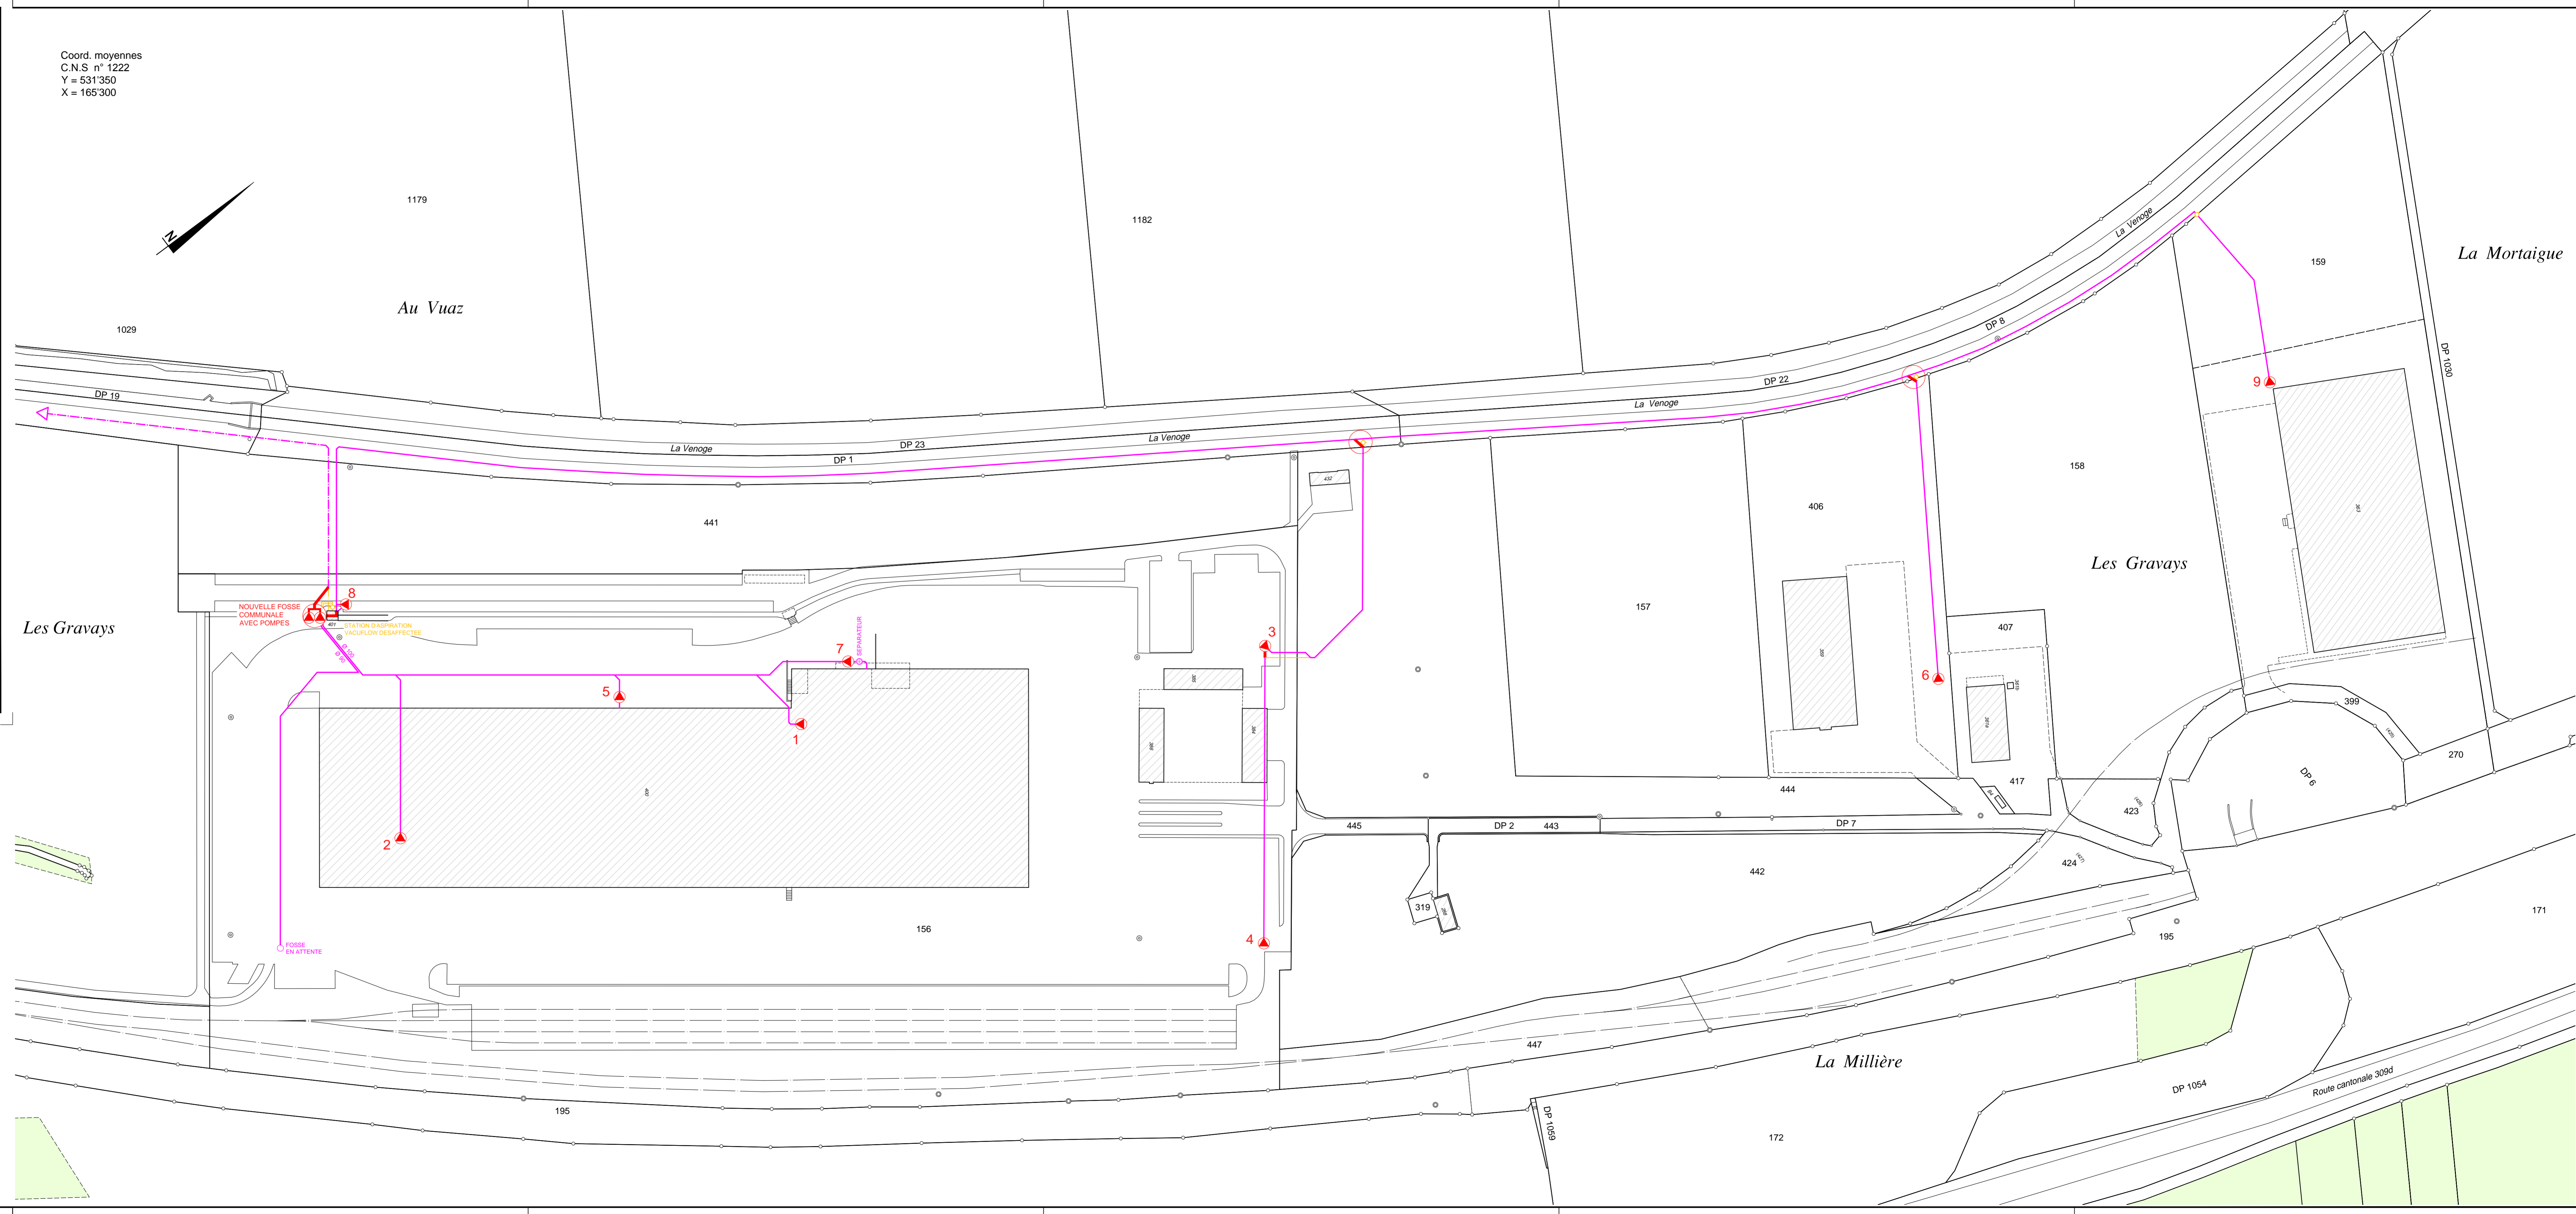 Coord. moyennes
C.N.S n° 1222
Y = 531'350
X = 165'300
N
1179
1182
Au Vuaz
1029
DP 19
La Venoge
DP 23
DP 1
La Venoge
La Venoge
DP 22
DP 8
La Venoge
159
La Mortaigue
DP 1030
9
158
406
157
441
432
Les Gravays
Les Gravays
NOUVELLE FOSSE
COMMUNALE
AVEC POMPES
8
401
STATION D'ASPIRATION
VACUFLOW DESAFFECTEE
7
SEPARATEUR
3
5
1
2
4
6
407
399
270
DP 6
417
423
444
445
DP 2
443
DP 7
424
442
319
FOSSE
EN ATTENTE
156
195
171
447
La Millière
DP 1054
Route cantonale 309d
195
DP 1059
172